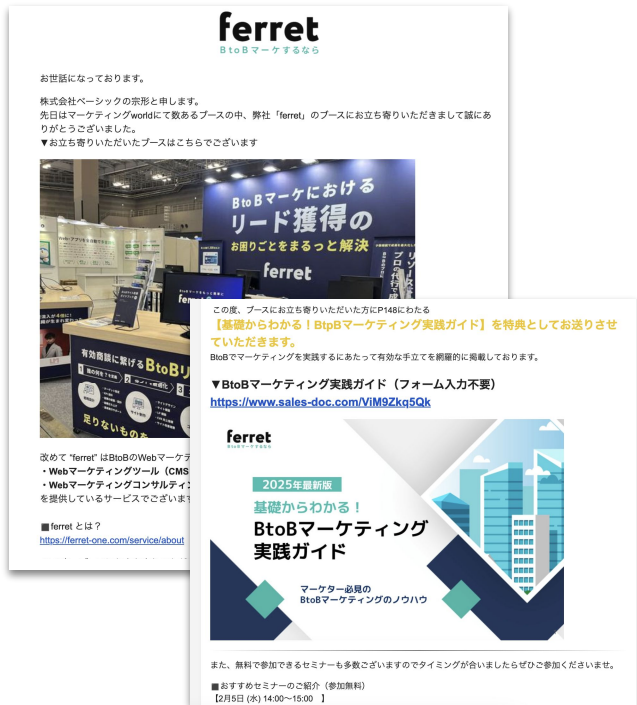 ferret
BtoBマーケするなら
お世話になっております。
株式会社ベーシックの宗形と申します。
先日はマーケティングworldにて数あるブースの中、弊社「ferret」のブースにお立ち寄りいただきまして誠にあ
りがとうございました。
▼お立ち寄りいただいたブースはこちらでございます
BtoBマーケにおける
リード獲得の
お困りごとをまるっと解決
ferret
有効商談に繋げるBtoBリ
足りないものを
改めて "ferret" はBtoBのWebマーケテ
・Webマーケティングツール（CMS
・Webマーケティングコンサルティン
を提供しているサービスでございます
■ferret とは？
https://ferret-one.com/service/about
この度、ブースにお立ち寄りいただいた方にP148にわたる
【基礎からわかる！BtpBマーケティング実践ガイド】を特典としてお送りさせ
ていただきます。
BtoBでマーケティングを実践するにあたって有効な手立てを網羅的に掲載しております。
▼BtoBマーケティング実践ガイド（フォーム入力不要）
https://www.sales-doc.com/ViM9Zkq5Qk
ferret
BtoBマーケするなら
2025年最新版
基礎からわかる！
BtoBマーケティング
実践ガイド
マーケター必見の
BtoBマーケティングのノウハウ
また、無料で参加できるセミナーも多数ございますのでタイミングが合いましたらぜひご参加くださいませ。
■おすすめセミナーのご紹介（参加無料）
【2月5日 (水) 14:00〜15:00　】